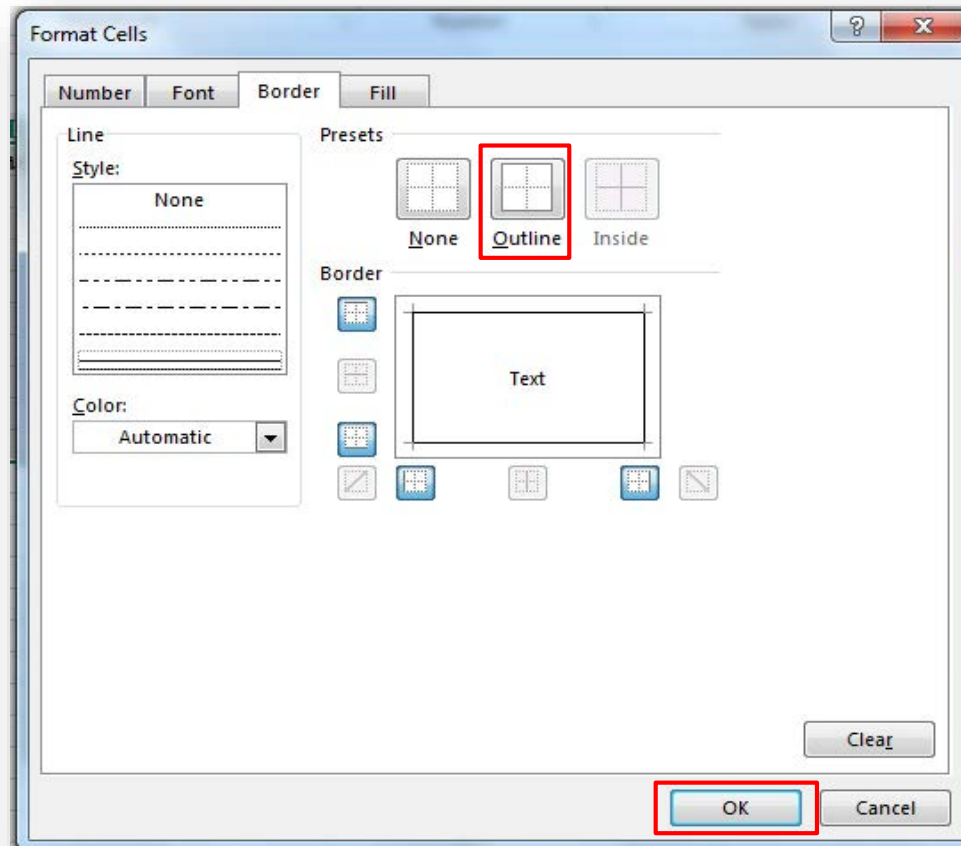 Format Cells
Number Font Border Fill
Line
Style:
None
Color:
Automatic
Presets
None Outline Inside
Border
Text
Clear
OK Cancel